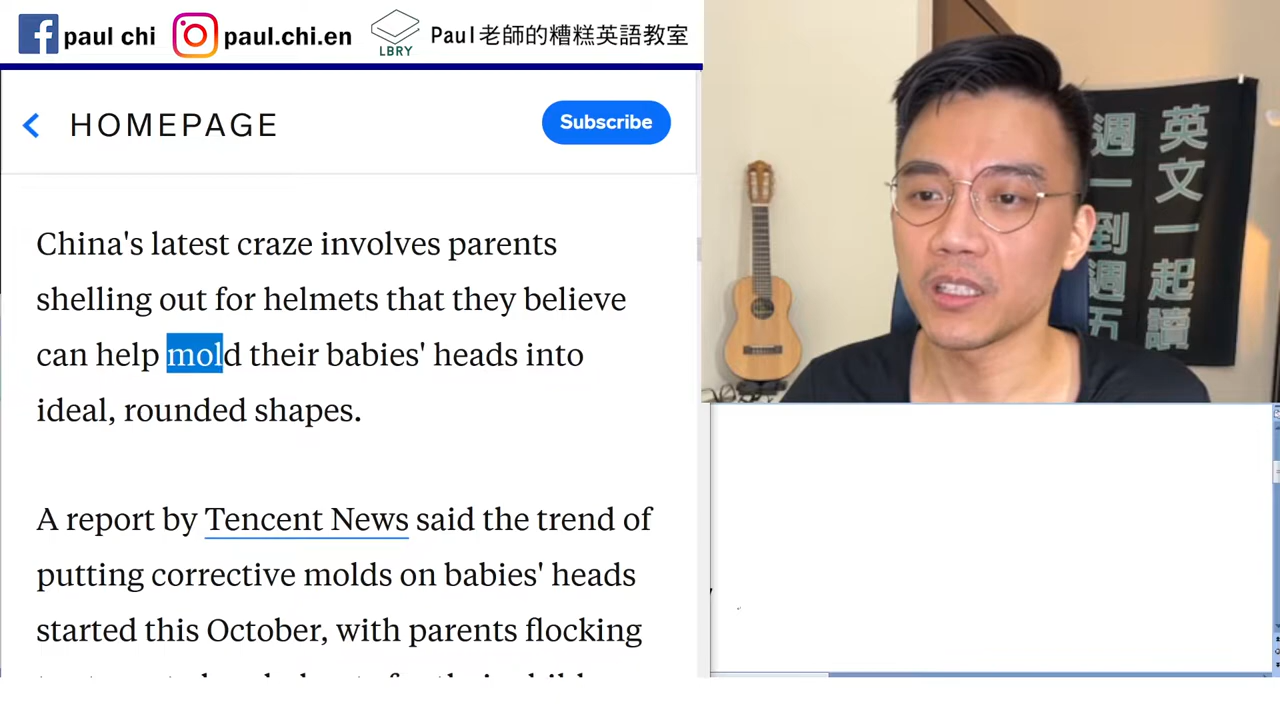 paul chi
paul.chi.en
LBRY
Paul老師的糟糕英語教室
HOMEPAGE
Subscribe
China's latest craze involves parents
shelling out for helmets that they believe
can help mold their babies' heads into
ideal, rounded shapes.
A report by Tencent News said the trend of
putting corrective molds on babies' heads
started this October, with parents flocking
英文一起讀
週一到週五